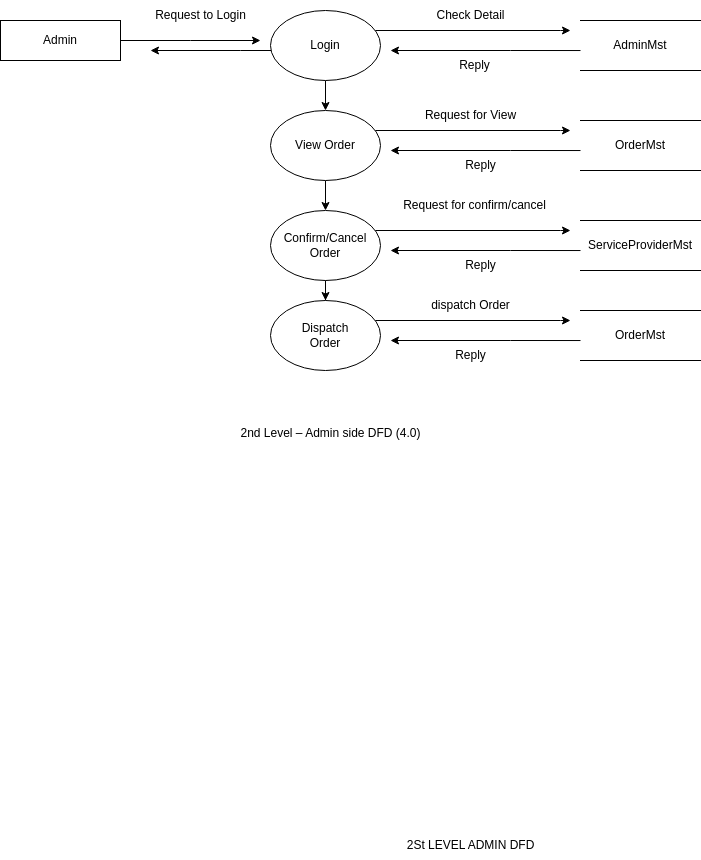 Request to Login
Check Detail
Admin
Login
AdminMst
Reply
Request for View
View Order
OrderMst
Reply
Request for confirm/cancel
Confirm/Cancel
Order
ServiceProviderMst
Reply
dispatch Order
Dispatch
Order
OrderMst
Reply
2nd Level – Admin side DFD (4.0)
2St LEVEL ADMIN DFD